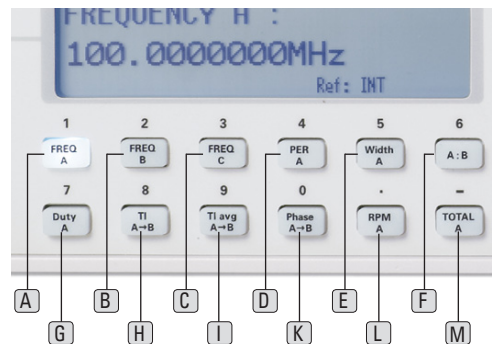 FREQUENCY A :
100.0000000MHz
Ref: INT
1 2 3 4 5 6
FREQ A FREQ B FREQ C PER A Width A A:B
7 8 9 0 . –
Duty A TI A→B TI avg A→B Phase A→B RPM A TOTAL A
A B C D E F
G H I K L M